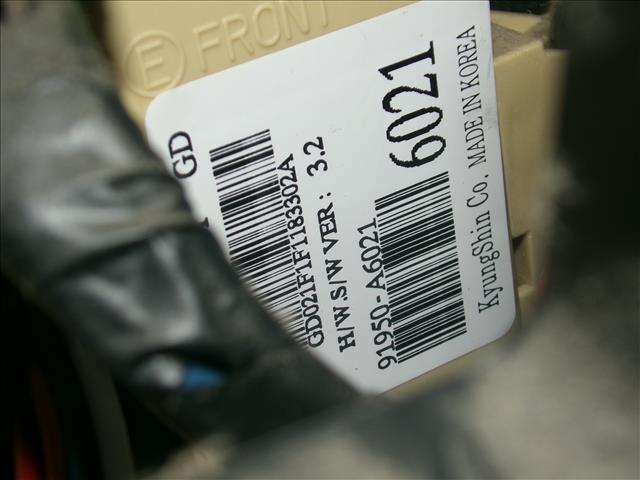 E FRONT
GD
GD021F1F1183302A
H/W.S/W VER : 3.2
91950-A6021
6021
KyungShin Co. MADE IN KOREA